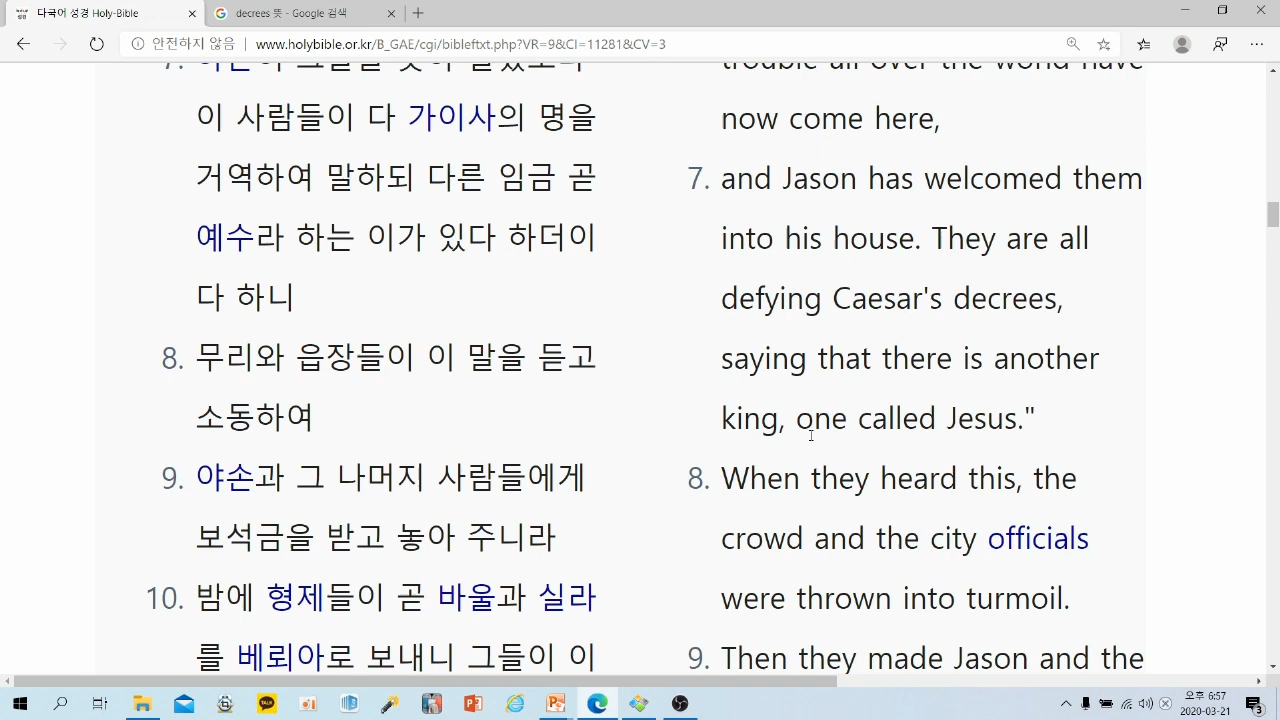 다국어 성경 Holy-Bible
decrees 뜻 - Google 검색
안전하지 않음 www.holybible.or.kr/B_GAE/cgi/bibleftxt.php?VR=9&CI=11281&CV=3
이 사람들이 다 가이사의 명을
거역하여 말하되 다른 임금 곧
예수라 하는 이가 있다 하더이
다 하니
8. 무리와 읍장들이 이 말을 듣고
소동하여
9. 야손과 그 나머지 사람들에게
보석금을 받고 놓아 주니라
10. 밤에 형제들이 곧 바울과 실라
를 베뢰아로 보내니 그들이 이
trouble all over the world have
now come here,
7. and Jason has welcomed them
into his house. They are all
defying Caesar's decrees,
saying that there is another
king, one called Jesus."
8. When they heard this, the
crowd and the city officials
were thrown into turmoil.
9. Then they made Jason and the
TALK
오후 6:57
2020-03-21
3